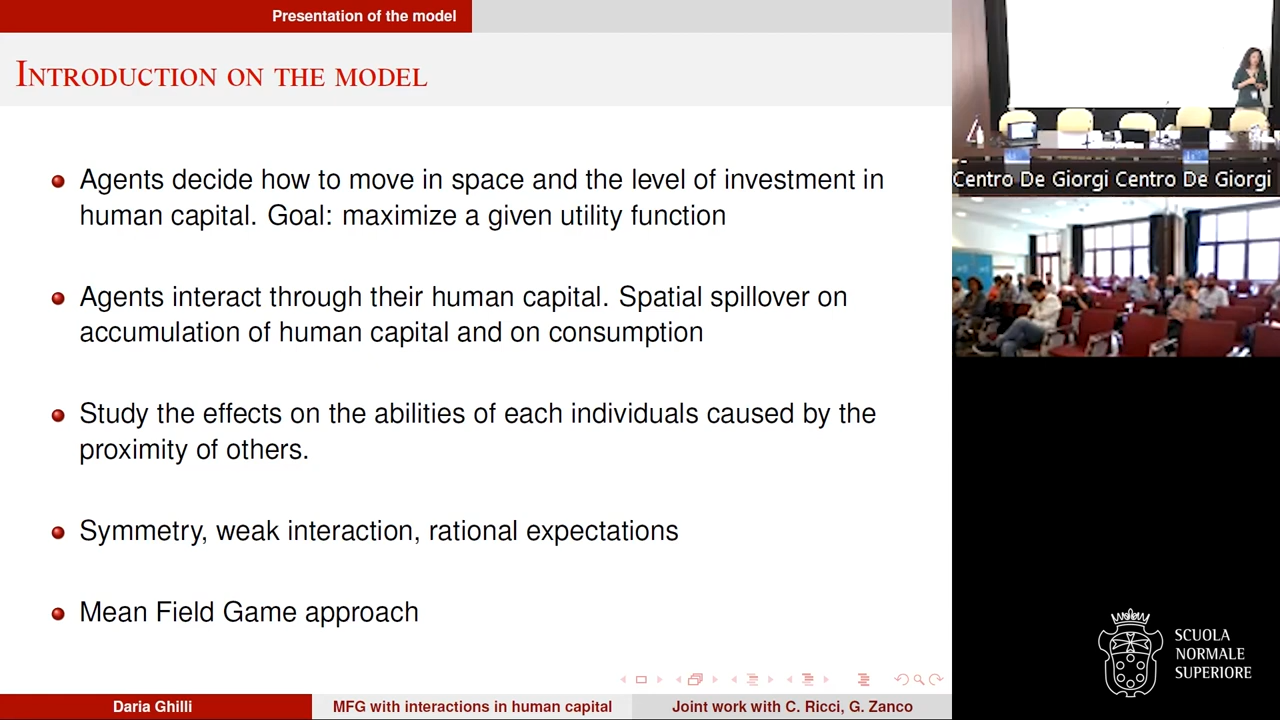 Presentation of the model
INTRODUCTION ON THE MODEL
Agents decide how to move in space and the level of investment in
human capital. Goal: maximize a given utility function
Agents interact through their human capital. Spatial spillover on
accumulation of human capital and on consumption
Study the effects on the abilities of each individuals caused by the
proximity of others.
Symmetry, weak interaction, rational expectations
Mean Field Game approach
Daria Ghilli
MFG with interactions in human capital
Joint work with C. Ricci, G. Zanco
Centro De Giorgi Centro De Giorgi
SCUOLA
NORMALE
SUPERIORE